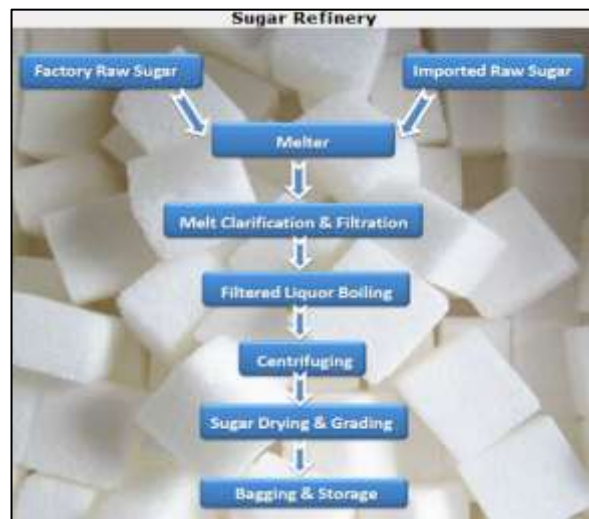 Sugar Refinery
Factory Raw Sugar
Imported Raw Sugar
Melter
Melt Clarification & Filtration
Filtered Liquor Boiling
Centrifuging
Sugar Drying & Grading
Bagging & Storage